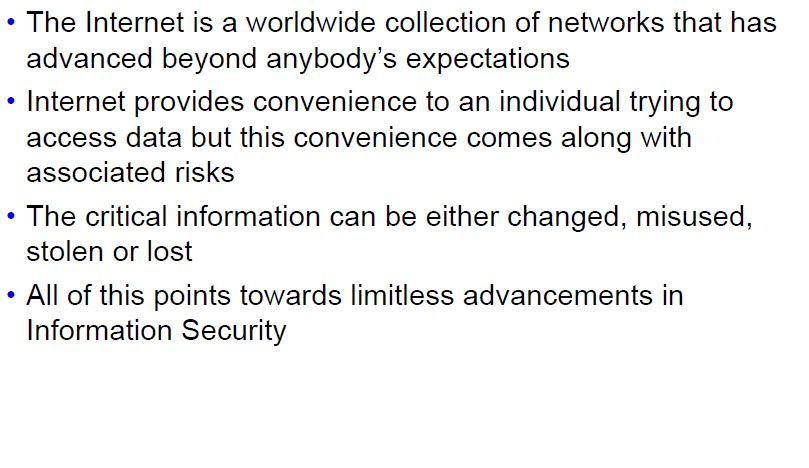 • The Internet is a worldwide collection of networks that has
advanced beyond anybody’s expectations
• Internet provides convenience to an individual trying to
access data but this convenience comes along with
associated risks
• The critical information can be either changed, misused,
stolen or lost
• All of this points towards limitless advancements in
Information Security